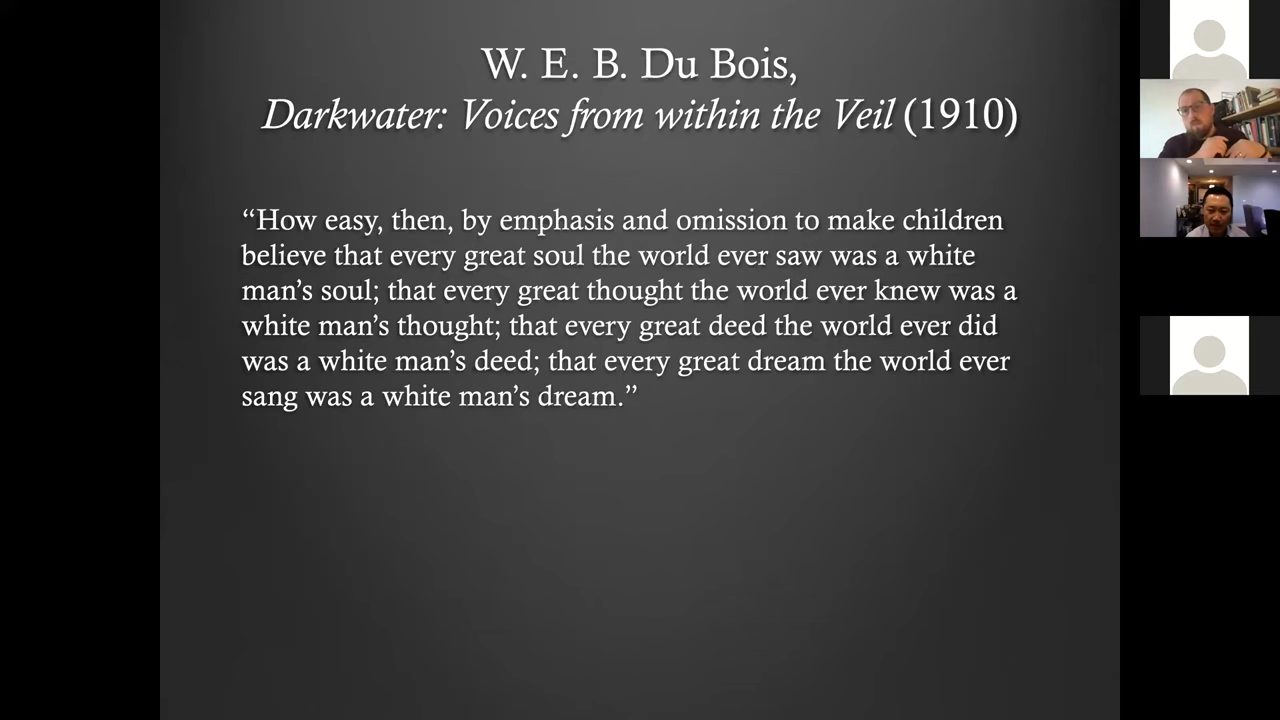 W. E. B. Du Bois,
Darkwater: Voices from within the Veil (1910)
“How easy, then, by emphasis and omission to make children
believe that every great soul the world ever saw was a white
man’s soul; that every great thought the world ever knew was a
white man’s thought; that every great deed the world ever did
was a white man’s deed; that every great dream the world ever
sang was a white man’s dream.”